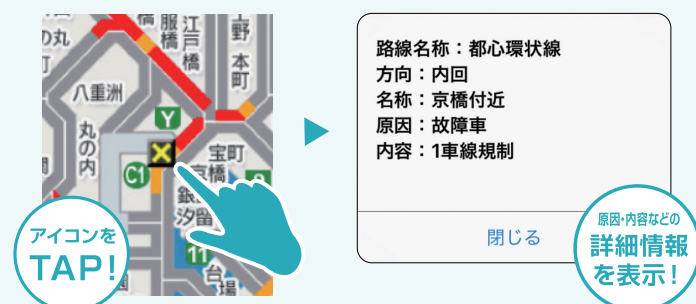 の丸
橋
服橋
江戸橋
野
本町
八重洲
丸の内
Y
C1
宝町
京橋
銀
汐留
11
台場
アイコンを
TAP!
路線名称：都心環状線
方向：内回
名称：京橋付近
原因：故障車
内容：1車線規制
閉じる
原因・内容などの
詳細情報
を表示！